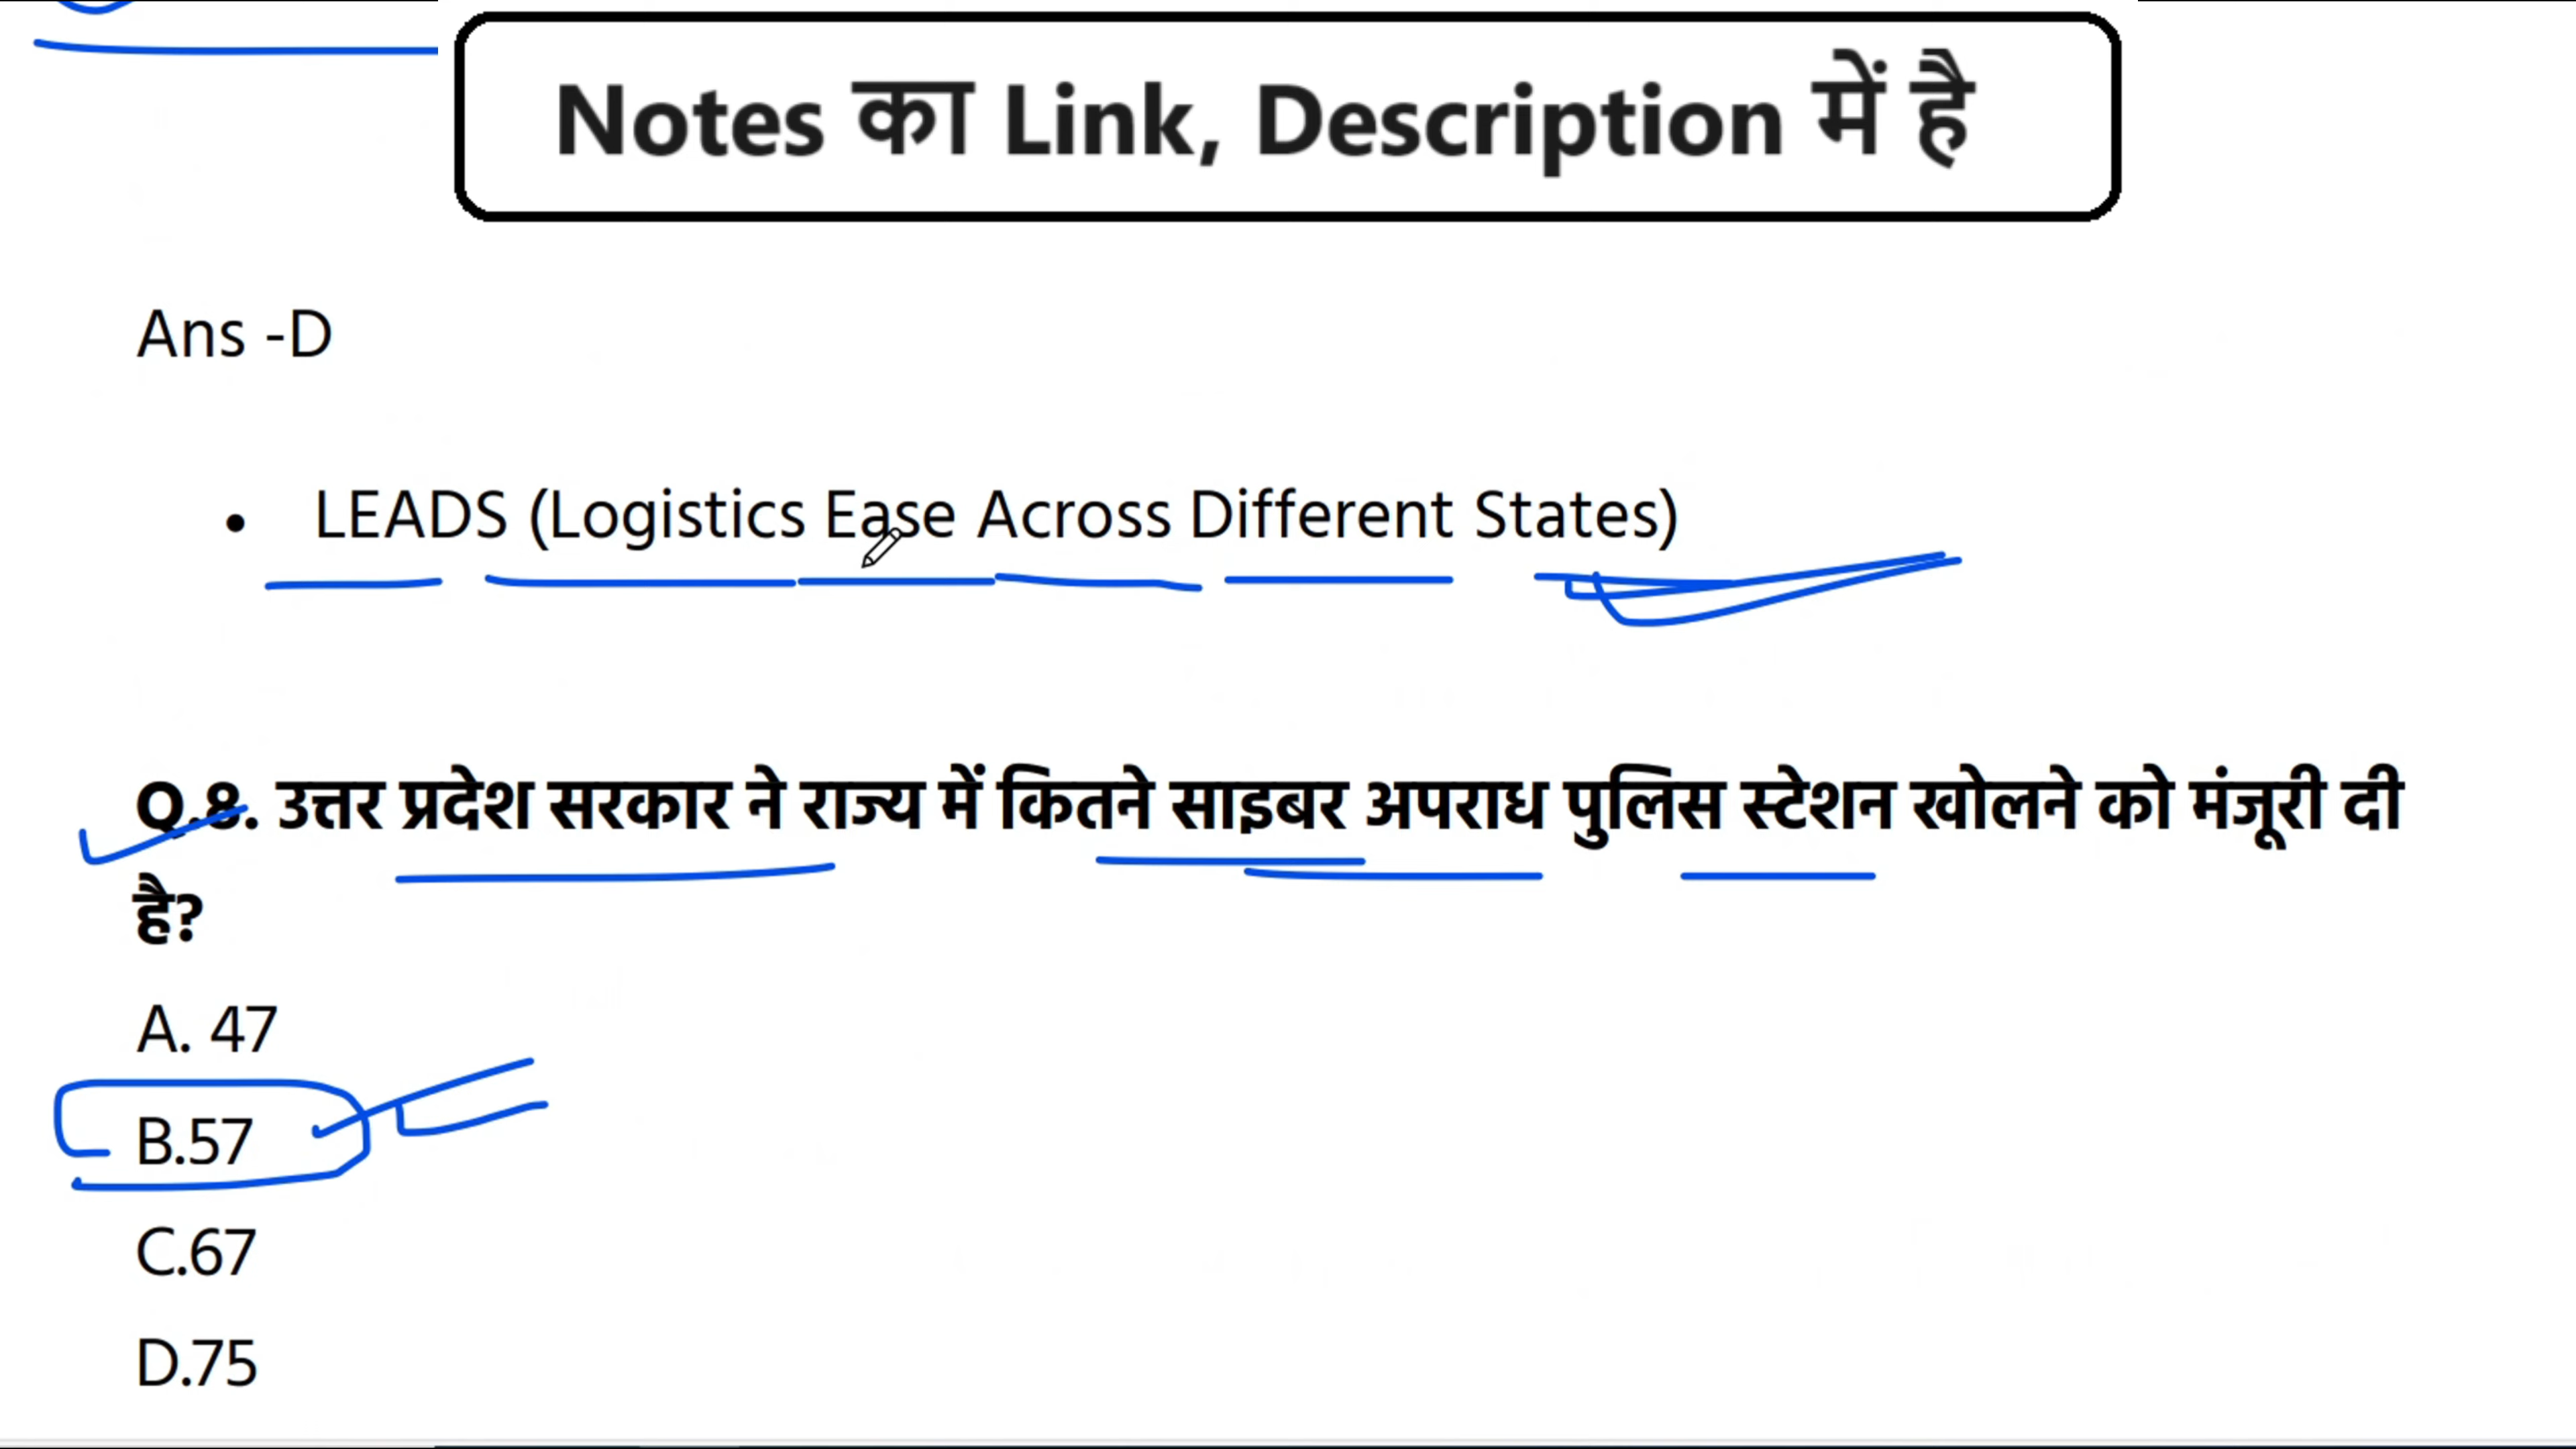 Notes का Link, Description में है
Ans -D
• LEADS (Logistics Ease Across Different States)
Q.8. उत्तर प्रदेश सरकार ने राज्य में कितने साइबर अपराध पुलिस स्टेशन खोलने को मंजूरी दी
है?
A. 47
B.57
C.67
D.75